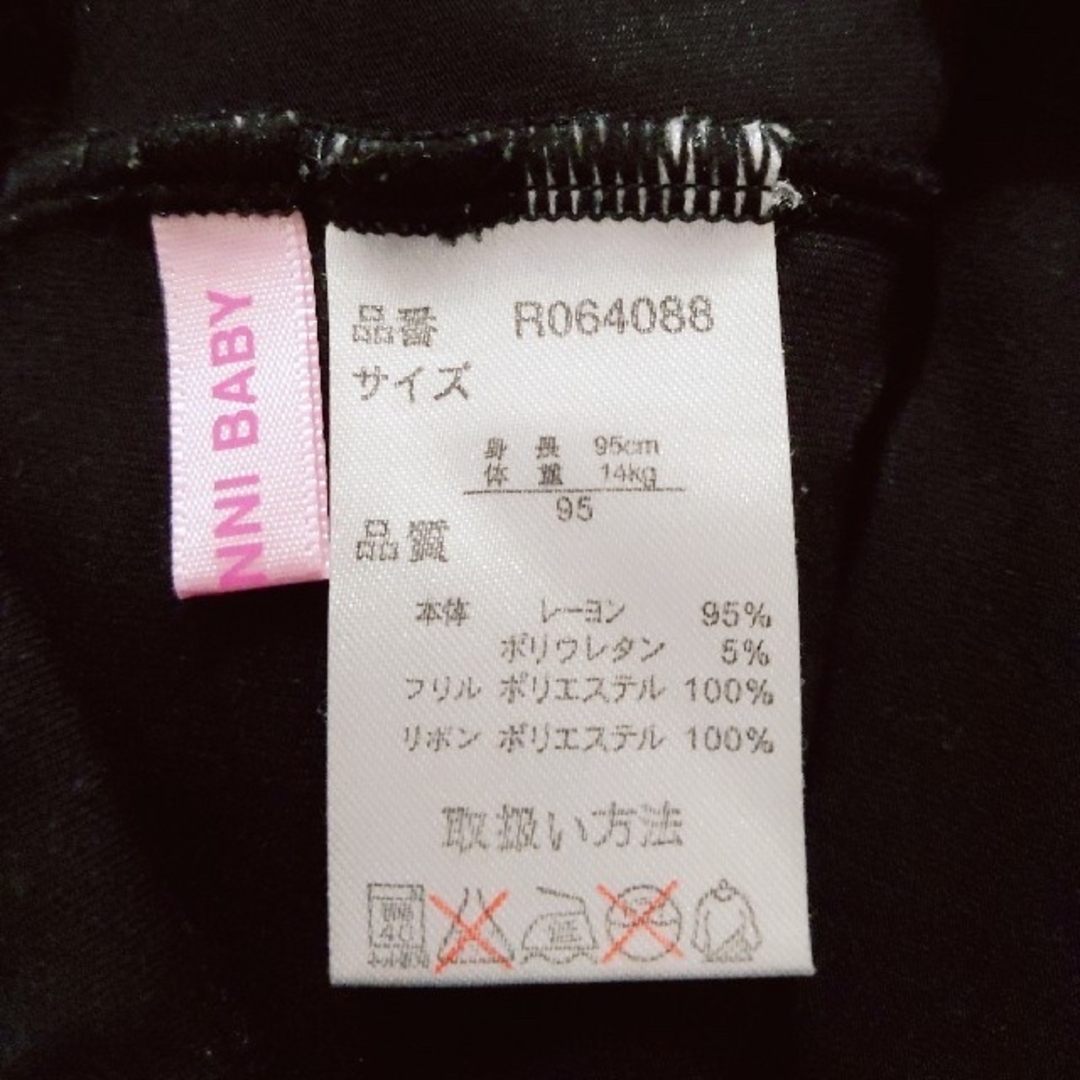 NNI BABY
品番 R064088
サイズ
身長 95cm
体重 14kg
95
品質
本体 レーヨン 95%
ポリウレタン 5%
フリル ポリエステル 100%
リボン ポリエステル 100%
取扱い方法
40
低